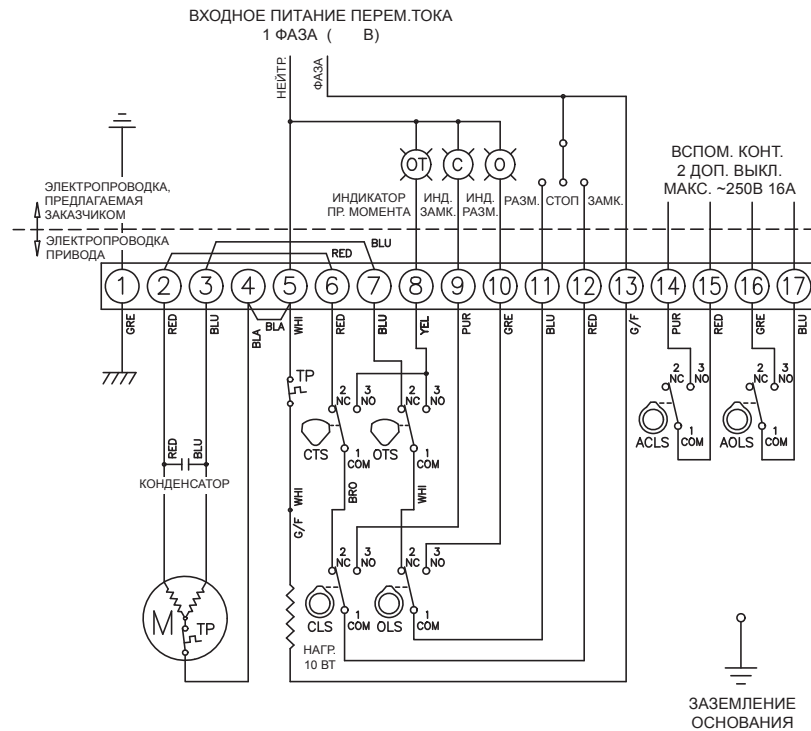 ВХОДНОЕ ПИТАНИЕ ПЕРЕМ.ТОКА
1 ФАЗА ( В)
НЕЙТР.
ФАЗА
OT
C
O
ВСПОМ. КОНТ.
2 ДОП. ВЫКЛ.
МАКС. ~250В 16А
ЭЛЕКТРОПРОВОДКА,
ПРЕДЛАГАЕМАЯ
ЗАКАЗЧИКОМ
ИНДИКАТОР
ПР. МОМЕНТА
ИНД.
ЗАМК.
ИНД.
РАЗМ.
РАЗМ.
СТОП
ЗАМК.
ЭЛЕКТРОПРОВОДКА
ПРИВОДА
BLU
RED
1 2 3 4 5 6 7 8 9 10 11 12 13 14 15 16 17
GRE
RED
BLU
BLA
BLA
WHI
RED
BLU
YEL
PUR
GRE
BLU
RED
G/F
PUR
RED
GRE
BLU
TP
2 NC
3 NO
CTS
1 COM
2 NC
3 NO
OTS
1 COM
2 NC
3 NO
ACLS
1 COM
2 NC
3 NO
AOLS
1 COM
RED
BLU
КОНДЕНСАТОР
WHI
G/F
BRO
WHI
2 NC
3 NO
CLS
1 COM
2 NC
3 NO
OLS
1 COM
M
TP
НАГР.
10 ВТ
ЗАЗЕМЛЕНИЕ
ОСНОВАНИЯ